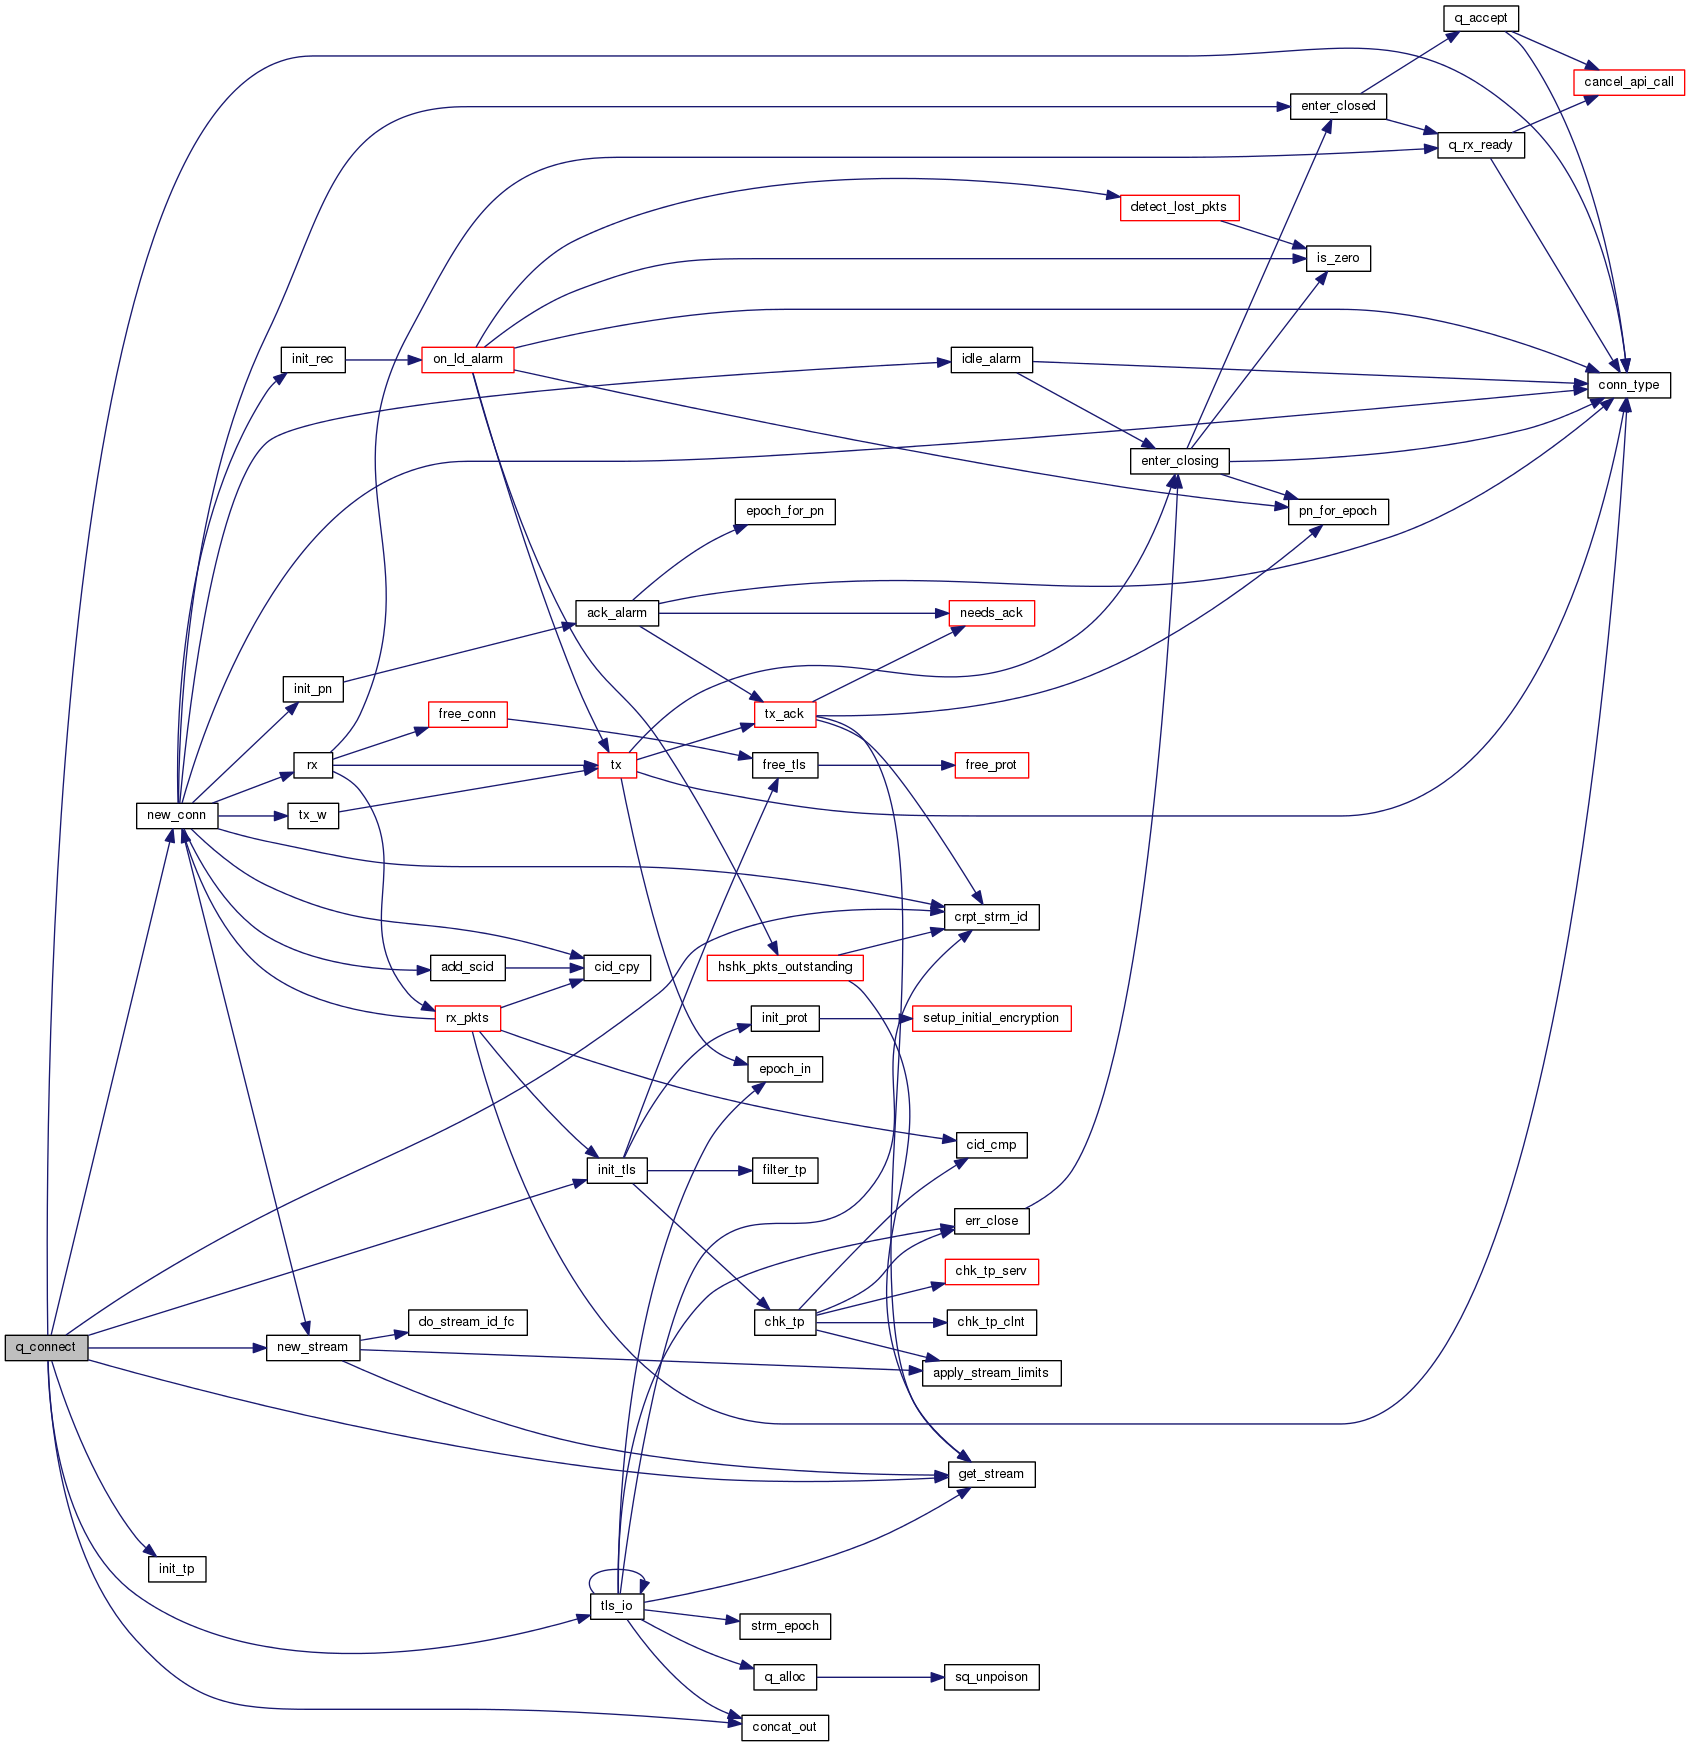 q_accept
cancel_api_call
enter_closed
q_rx_ready
detect_lost_pkts
is_zero
init_rec
on_ld_alarm
idle_alarm
conn_type
enter_closing
epoch_for_pn
pn_for_epoch
ack_alarm
needs_ack
init_pn
free_conn
tx_ack
rx
tx
free_tls
free_prot
new_conn
tx_w
crpt_strm_id
add_scid
cid_cpy
hshk_pkts_outstanding
rx_pkts
init_prot
setup_initial_encryption
epoch_in
cid_cmp
init_tls
filter_tp
err_close
chk_tp_serv
do_stream_id_fc
chk_tp
chk_tp_clnt
q_connect
new_stream
apply_stream_limits
get_stream
init_tp
tls_io
strm_epoch
q_alloc
sq_unpoison
concat_out